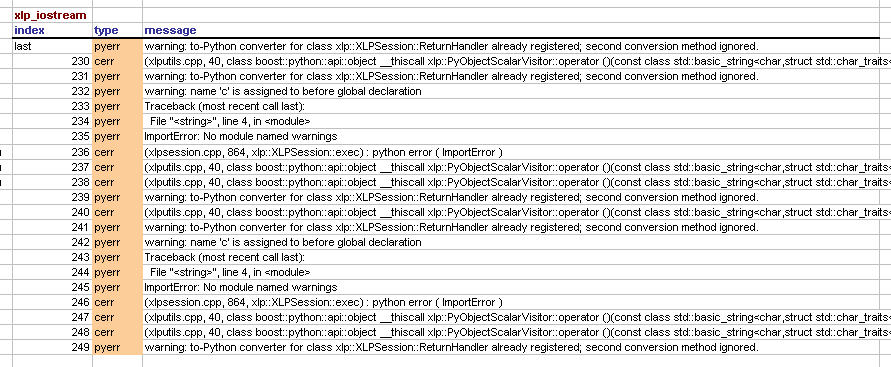 xlp_iostream
index type message
last pyerr warning: to-Python converter for class xlp::XLPSession::ReturnHandler already registered; second conversion method ignored.
230 cerr (xlputils.cpp, 40, class boost::python::api::object __thiscall xlp::PyObjectScalarVisitor::operator ()(const class std::basic_string<char,struct std::char_traits<
231 pyerr warning: to-Python converter for class xlp::XLPSession::ReturnHandler already registered; second conversion method ignored.
232 pyerr warning: name 'c' is assigned to before global declaration
233 pyerr Traceback (most recent call last):
234 pyerr File "<string>", line 4, in <module>
235 pyerr ImportError: No module named warnings
236 cerr (xlpsession.cpp, 864, xlp::XLPSession::exec) : python error ( ImportError )
237 cerr (xlputils.cpp, 40, class boost::python::api::object __thiscall xlp::PyObjectScalarVisitor::operator ()(const class std::basic_string<char,struct std::char_traits<
238 cerr (xlputils.cpp, 40, class boost::python::api::object __thiscall xlp::PyObjectScalarVisitor::operator ()(const class std::basic_string<char,struct std::char_traits<
239 pyerr warning: to-Python converter for class xlp::XLPSession::ReturnHandler already registered; second conversion method ignored.
240 cerr (xlputils.cpp, 40, class boost::python::api::object __thiscall xlp::PyObjectScalarVisitor::operator ()(const class std::basic_string<char,struct std::char_traits<
241 pyerr warning: to-Python converter for class xlp::XLPSession::ReturnHandler already registered; second conversion method ignored.
242 pyerr warning: name 'c' is assigned to before global declaration
243 pyerr Traceback (most recent call last):
244 pyerr File "<string>", line 4, in <module>
245 pyerr ImportError: No module named warnings
246 cerr (xlpsession.cpp, 864, xlp::XLPSession::exec) : python error ( ImportError )
247 cerr (xlputils.cpp, 40, class boost::python::api::object __thiscall xlp::PyObjectScalarVisitor::operator ()(const class std::basic_string<char,struct std::char_traits<
248 cerr (xlputils.cpp, 40, class boost::python::api::object __thiscall xlp::PyObjectScalarVisitor::operator ()(const class std::basic_string<char,struct std::char_traits<
249 pyerr warning: to-Python converter for class xlp::XLPSession::ReturnHandler already registered; second conversion method ignored.